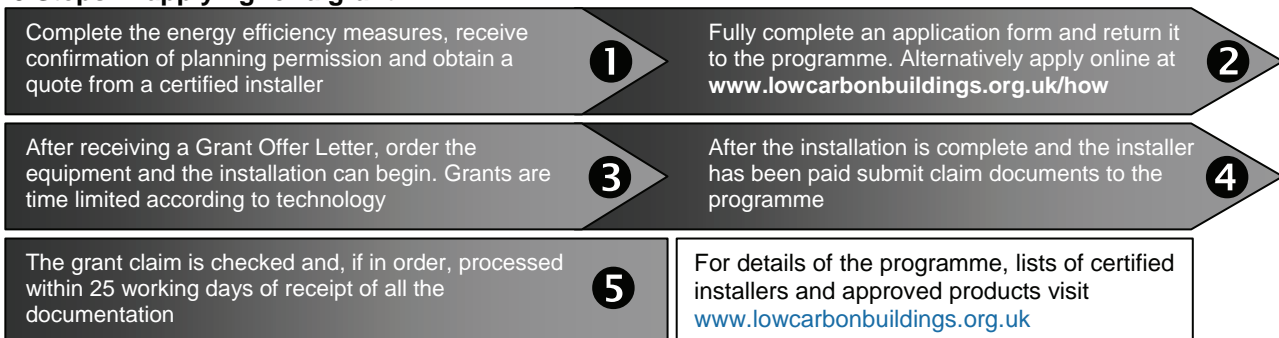 Complete the energy efficiency measures, receive
confirmation of planning permission and obtain a
quote from a certified installer
1
Fully complete an application form and return it
to the programme. Alternatively apply online at
www.lowcarbonbuildings.org.uk/how
2
After receiving a Grant Offer Letter, order the
equipment and the installation can begin. Grants are
time limited according to technology
3
After the installation is complete and the installer
has been paid submit claim documents to the
programme
4
The grant claim is checked and, if in order, processed
within 25 working days of receipt of all the
documentation
5
For details of the programme, lists of certified
installers and approved products visit
www.lowcarbonbuildings.org.uk